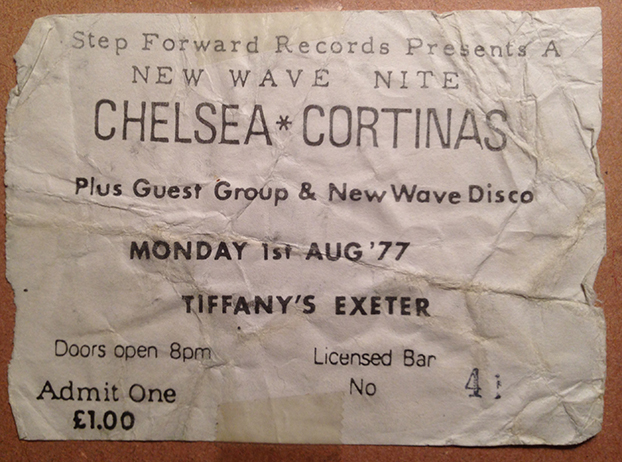 Step Forward Records Presents A
NEW WAVE NITE
CHELSEA * CORTINAS
Plus Guest Group & New Wave Disco
MONDAY 1st AUG '77
TIFFANY'S EXETER
Doors open 8pm
Licensed Bar
Admit One
No
£1.00